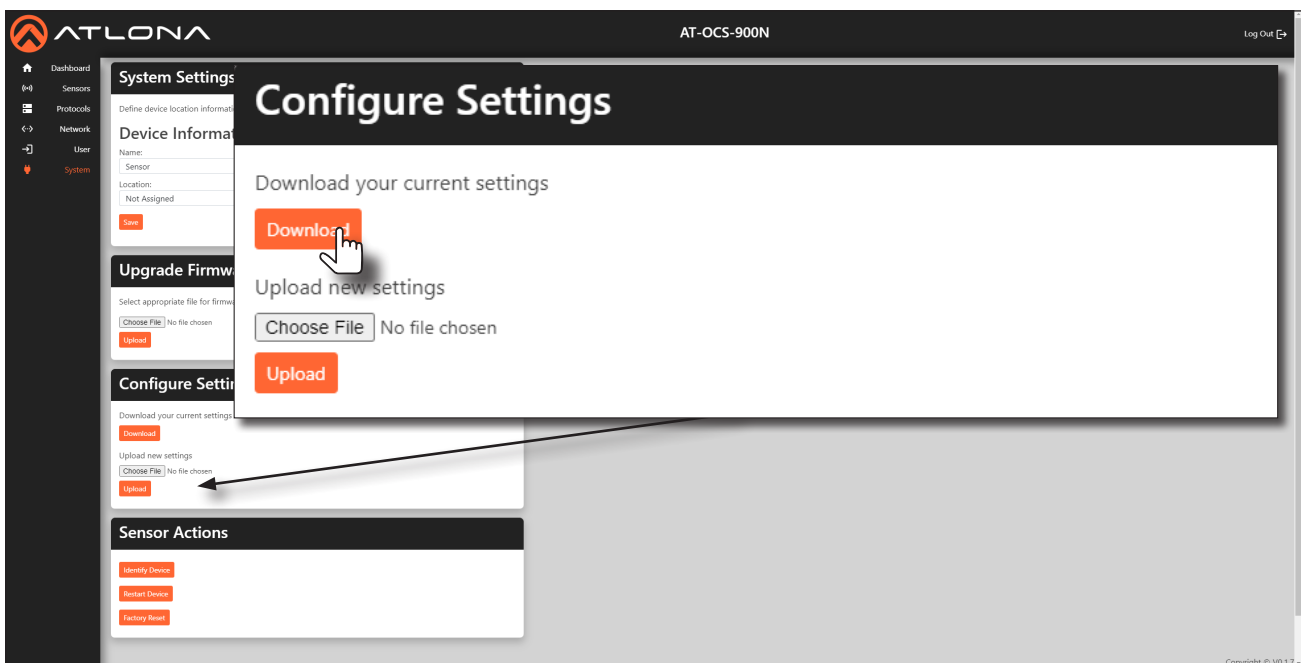 ATLONA
AT-OCS-900N
Log Out
Dashboard
Sensors
Protocols
Network
User
System
System Settings
Define device location informati
Device Informat
Name:
Sensor
Location:
Not Assigned
Save
Upgrade Firmwa
Select appropriate file for firmwa
Choose File No file chosen
Upload
Configure Settin
Download your current settings
Download
Upload new settings
Choose File No file chosen
Upload
Sensor Actions
Identify Device
Restart Device
Factory Reset
Configure Settings
Download your current settings
Download
Upload new settings
Choose File No file chosen
Upload
Copyright © V0.1.7